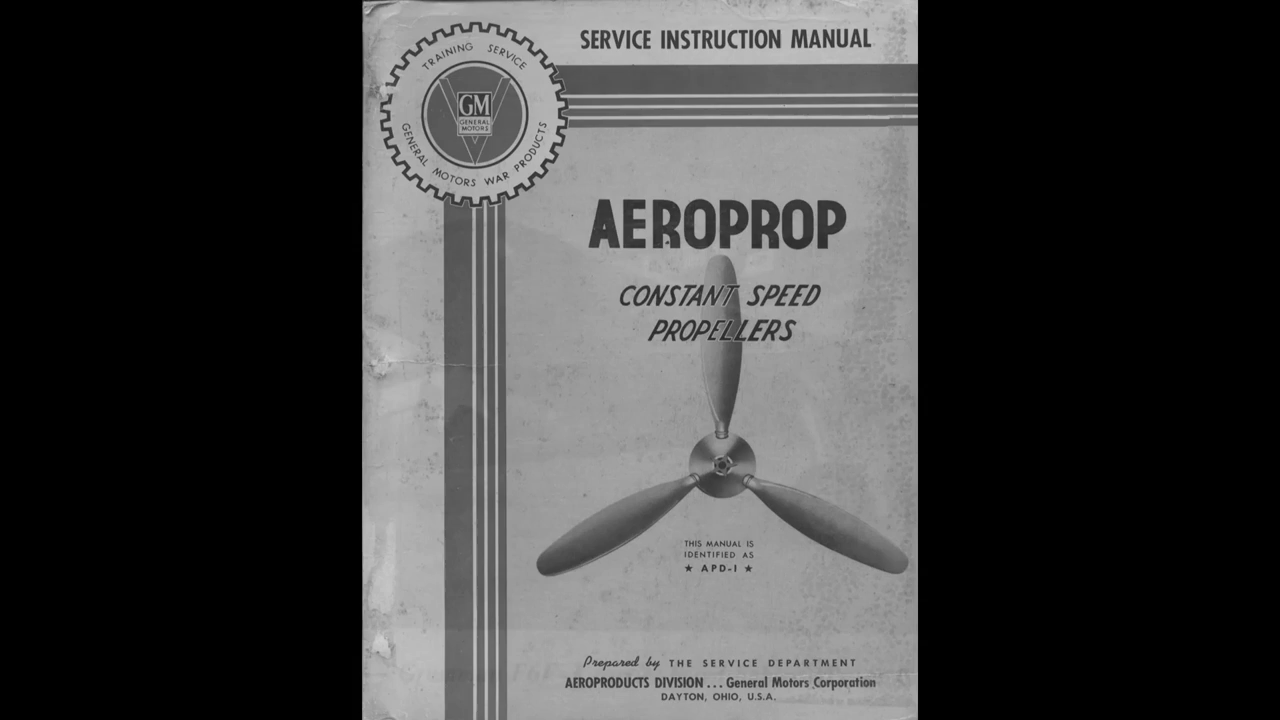 SERVICE INSTRUCTION MANUAL
TRAINING SERVICE
GM
GENERAL
MOTORS
GENERAL MOTORS WAR PRODUCTS
AEROPROP
CONSTANT SPEED
PROPELLERS
THIS MANUAL IS
IDENTIFIED AS
★ APD-1 ★
Prepared by THE SERVICE DEPARTMENT
AEROPRODUCTS DIVISION ... General Motors Corporation
DAYTON, OHIO, U.S.A.